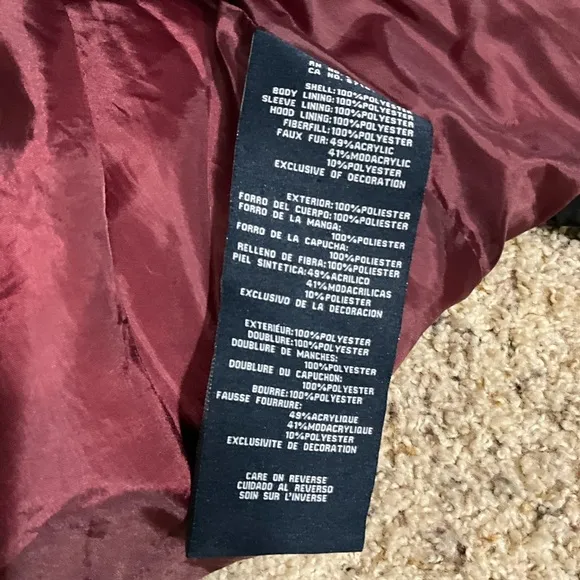 RN NO.
CA NO.
SHELL:100%POLYESTER
BODY LINING:100%POLYESTER
SLEEVE LINING:100%POLYESTER
HOOD LINING:100%POLYESTER
FIBERFILL:100%POLYESTER
FAUX FUR:49%ACRYLIC
41%MODACRYLIC
10%POLYESTER
EXCLUSIVE OF DECORATION
EXTERIOR:100%POLIESTER
FORRO DEL CUERPO:100%POLIESTER
FORRO DE LA MANGA:
100%POLIESTER
FORRO DE LA CAPUCHA:
100%POLIESTER
RELLENO DE FIBRA:100%POLIESTER
PIEL SINTETICA:49%ACRILICO
41%MODACRILICAS
10%POLIESTER
EXCLUSIVO DE LA DECORACION
EXTERIEUR:100%POLYESTER
DOUBLURE:100%POLYESTER
DOUBLURE DE MANCHES:
100%POLYESTER
DOUBLURE DU CAPUCHON:
100%POLYESTER
BOURRE:100%POLYESTER
FAUSSE FOURRURE:
49%ACRYLIQUE
41%MODACRYLIQUE
10%POLYESTER
EXCLUSIVITE DE DECORATION
CARE ON REVERSE
CUIDADO AL REVERSO
SOIN SUR L'INVERSE